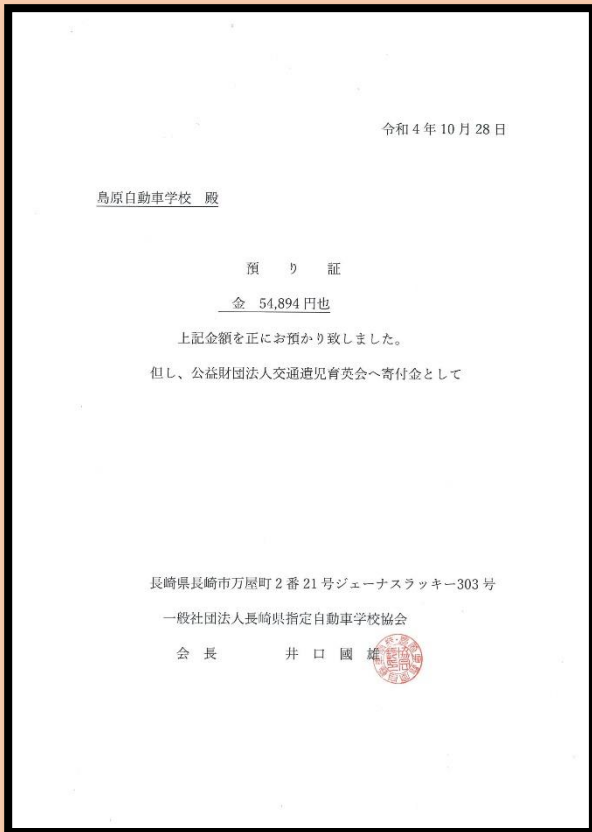 令和4年10月28日
島原自動車学校 殿
預り証
金 54,894円也
上記金額を正にお預かり致しました。
但し、公益財団法人交通遺児育英会へ寄付金として
長崎県長崎市万屋町2番21号ジェーナスラッキー303号
一般社団法人長崎県指定自動車学校協会
会長 井口國雄